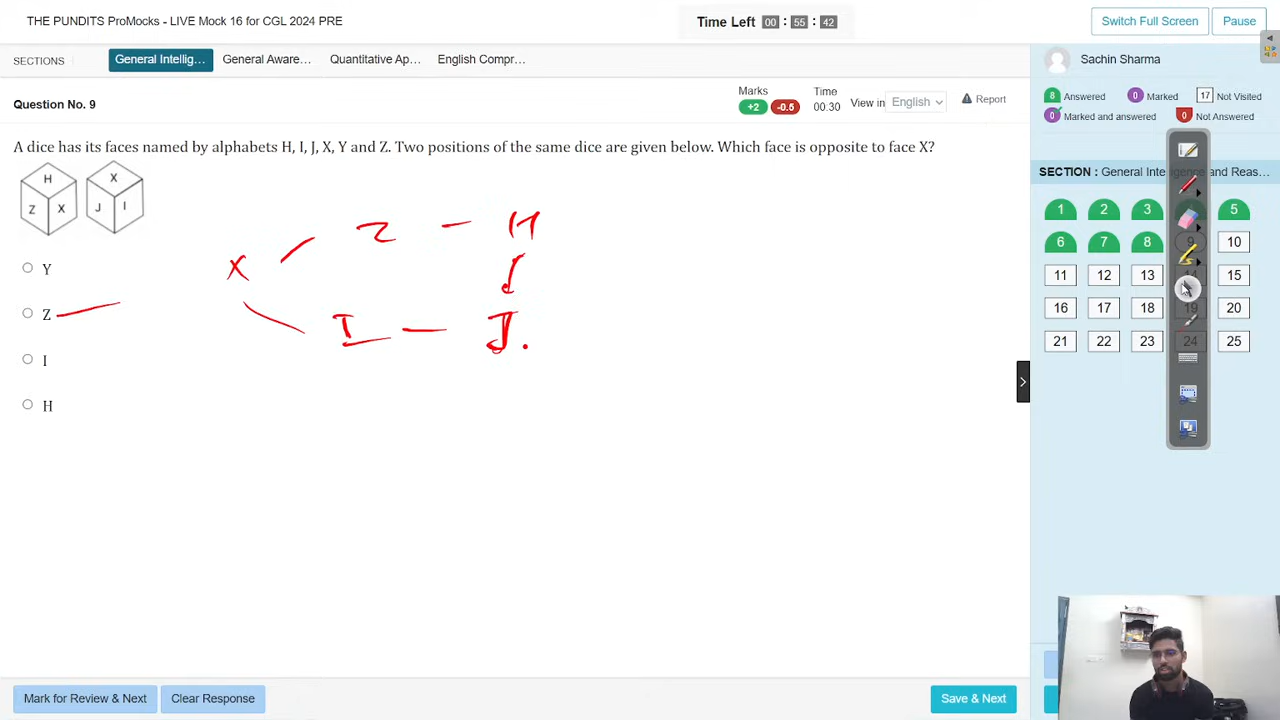 THE PUNDITS ProMocks - LIVE Mock 16 for CGL 2024 PRE
Time Left 00 : 55 : 42
Switch Full Screen
Pause
SECTIONS
General Intellig...
General Aware...
Quantitative Ap...
English Compr...
Sachin Sharma
Question No. 9
Marks
+2 -0.5
Time
00:30
View in English
Report
8 Answered
0 Marked
17 Not Visited
0 Marked and answered
0 Not Answered
A dice has its faces named by alphabets H, I, J, X, Y and Z. Two positions of the same dice are given below. Which face is opposite to face X?
H
Z X
X
J I
Y
Z
I
H
X
Z - H
I - J.
SECTION : General Intelligence and Reas...
1 2 3 5
6 7 8 9 10
11 12 13 14 15
16 17 18 19 20
21 22 23 24 25
Mark for Review & Next
Clear Response
Save & Next